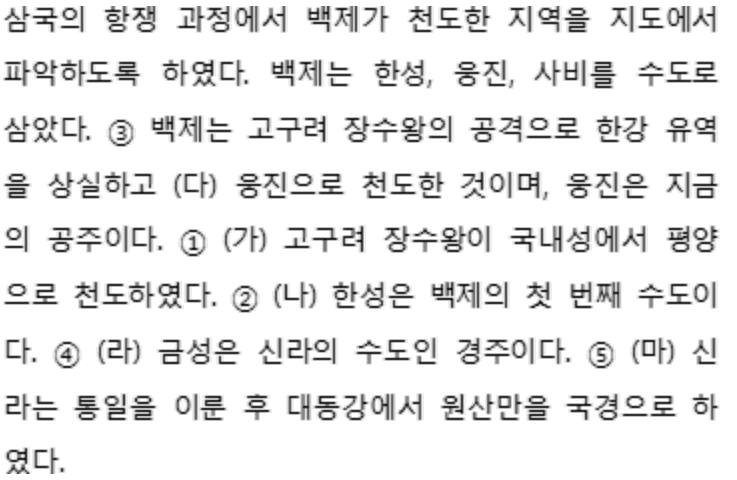 삼국의 항쟁 과정에서 백제가 천도한 지역을 지도에서
파악하도록 하였다. 백제는 한성, 웅진, 사비를 수도로
삼았다. ③ 백제는 고구려 장수왕의 공격으로 한강 유역
을 상실하고 (다) 웅진으로 천도한 것이며, 웅진은 지금
의 공주이다. ① (가) 고구려 장수왕이 국내성에서 평양
으로 천도하였다. ② (나) 한성은 백제의 첫 번째 수도이
다. ④ (라) 금성은 신라의 수도인 경주이다. ⑤ (마) 신
라는 통일을 이룬 후 대동강에서 원산만을 국경으로 하
였다.